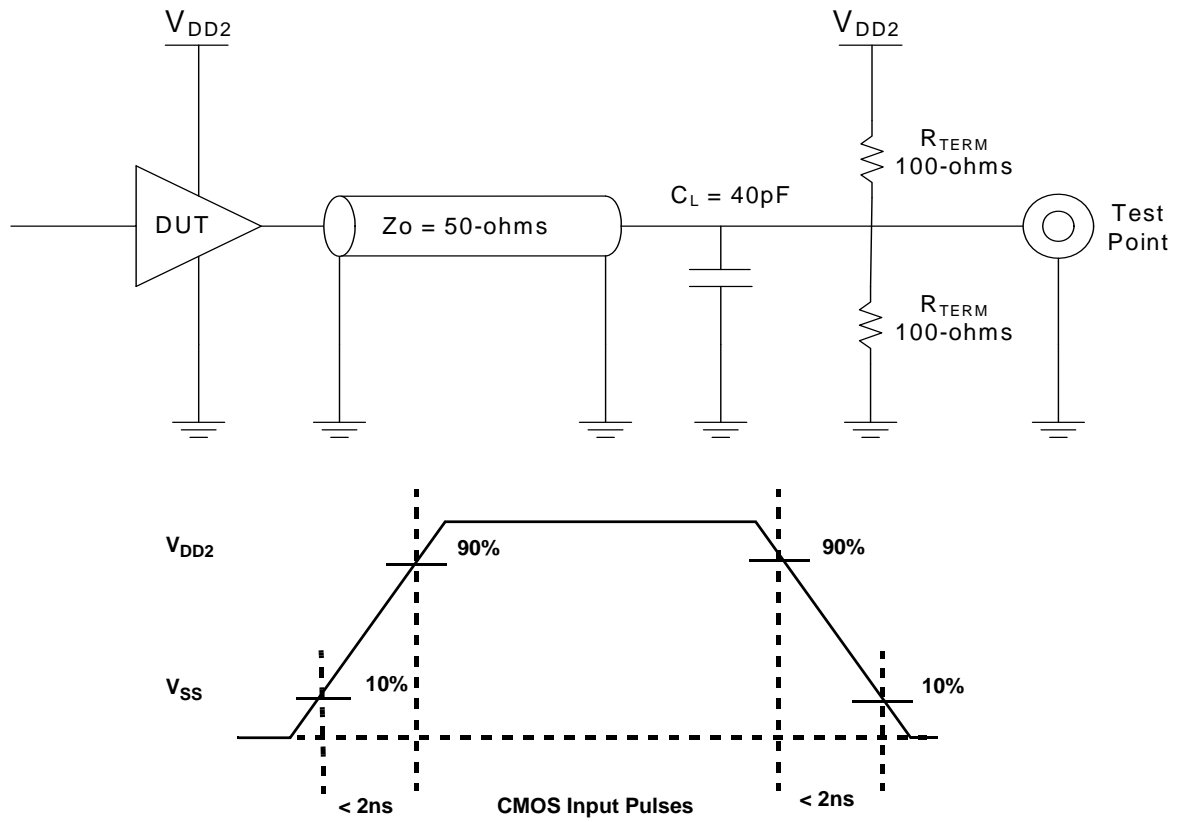 VDD2
VDD2
RTERM
100-ohms
CL = 40pF
DUT
Zo = 50-ohms
Test
Point
RTERM
100-ohms
VDD2
90%
90%
VSS
10%
10%
< 2ns
CMOS Input Pulses
< 2ns